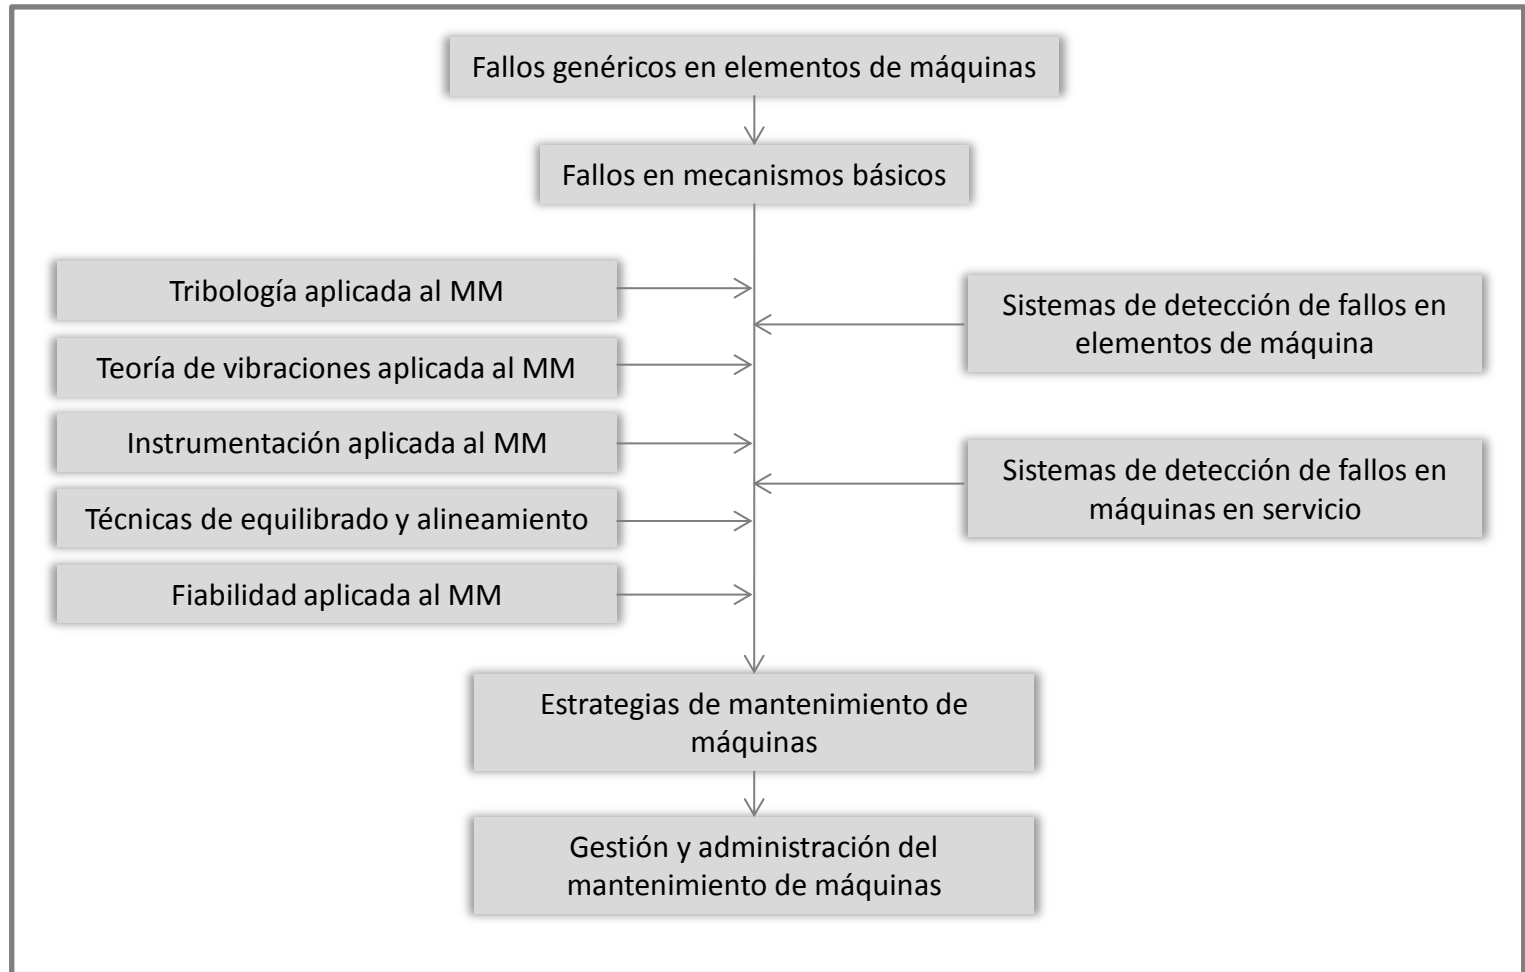 Fallos genéricos en elementos de máquinas
Fallos en mecanismos básicos
Tribología aplicada al MM
Teoría de vibraciones aplicada al MM
Instrumentación aplicada al MM
Técnicas de equilibrado y alineamiento
Fiabilidad aplicada al MM
Sistemas de detección de fallos en
elementos de máquina
Sistemas de detección de fallos en
máquinas en servicio
Estrategias de mantenimiento de
máquinas
Gestión y administración del
mantenimiento de máquinas